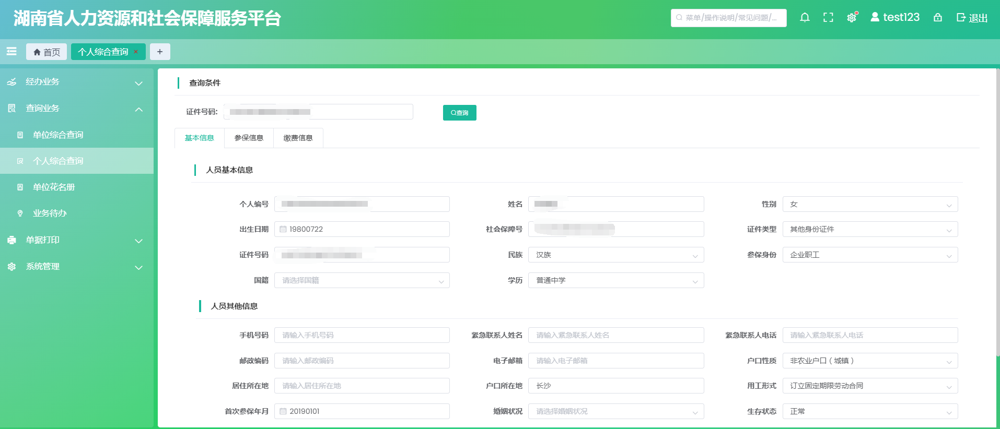 湖南省人力资源和社会保障服务平台
菜单/操作说明/常见问题/...
test123
退出
首页
个人综合查询 ×
+
经办业务
查询业务
单位综合查询
个人综合查询
单位花名册
业务待办
单据打印
系统管理
查询条件
证件号码:
查询
基本信息
参保信息
缴费信息
人员基本信息
个人编号
姓名
性别 女
出生日期 19800722
社会保障号
证件类型 其他身份证件
证件号码
民族 汉族
参保身份 企业职工
国籍 请选择国籍
学历 普通中学
人员其他信息
手机号码 请输入手机号码
紧急联系人姓名 请输入紧急联系人姓名
紧急联系人电话 请输入紧急联系人电话
邮政编码 请输入邮政编码
电子邮箱 请输入电子邮箱
户口性质 非农业户口（城镇）
居住所在地 请输入居住所在地
户口所在地 长沙
用工形式 订立固定期限劳动合同
首次参保年月 20190101
婚姻状况 请选择婚姻状况
生存状态 正常